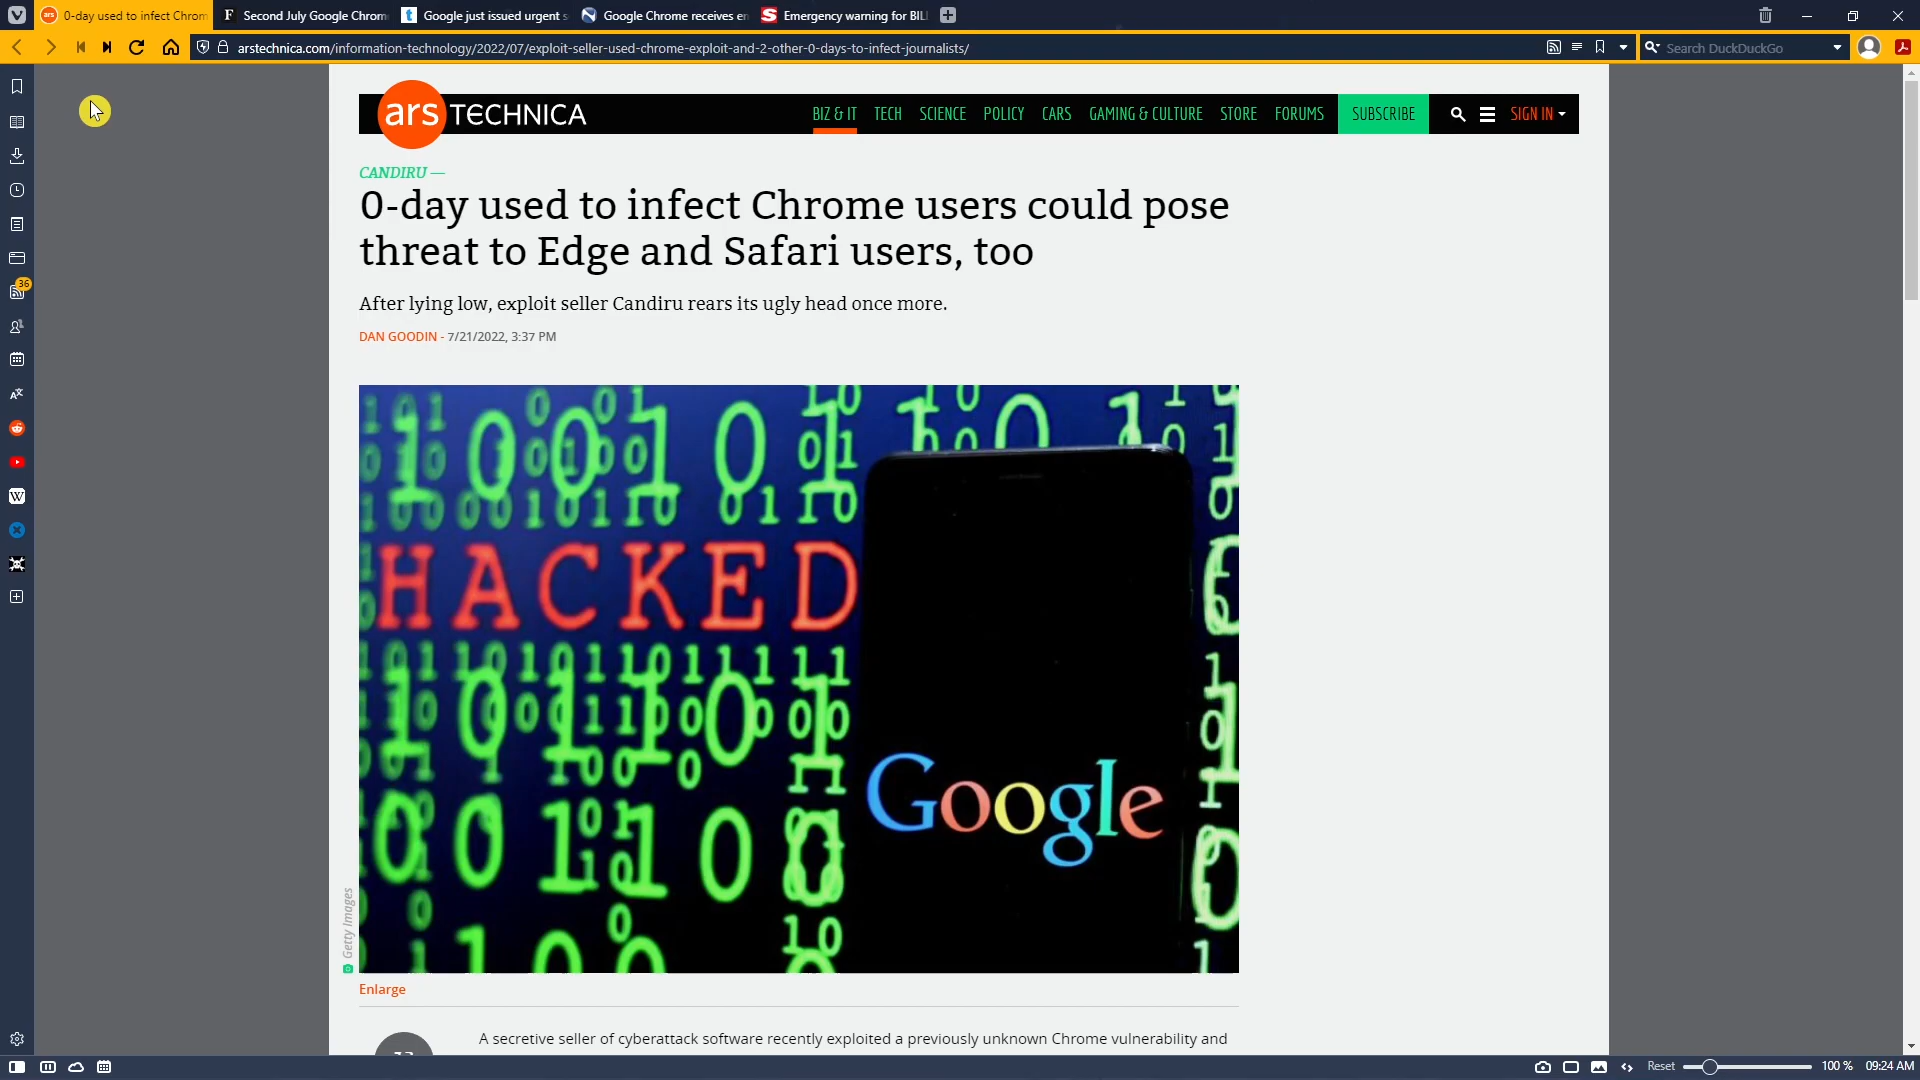 0-day used to infect Chrom
Second July Google Chrom
Google just issued urgent s
Google Chrome receives en
Emergency warning for BILL
arstechnica.com/information-technology/2022/07/exploit-seller-used-chrome-exploit-and-2-other-0-days-to-infect-journalists/
Search DuckDuckGo
ars TECHNICA
BIZ & IT TECH SCIENCE POLICY CARS GAMING & CULTURE STORE FORUMS SUBSCRIBE SIGN IN
CANDIRU —
0-day used to infect Chrome users could pose
threat to Edge and Safari users, too
After lying low, exploit seller Candiru rears its ugly head once more.
DAN GOODIN - 7/21/2022, 3:37 PM
36
HACKED
Google
Getty Images
Enlarge
A secretive seller of cyberattack software recently exploited a previously unknown Chrome vulnerability and
Reset 100 % 09:24 AM